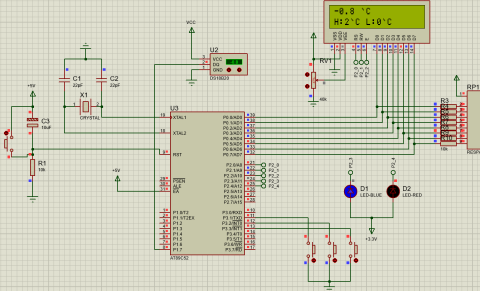 -0.8 °C
H:2°C L:0°C
VCC
U2
VCC
DQ
GND
DS18B20
RV1
RP1
C1
22pF
C2
22pF
X1
CRYSTAL
+5V
C3
10uF
R1
10k
+5V
U3
XTAL1
XTAL2
RST
PSEN
ALE
EA
P1.0/T2
P1.1/T2EX
P1.2
P1.3
P1.4
P1.5
P1.6
P1.7
AT89C52
P0.0/AD0
P0.1/AD1
P0.2/AD2
P0.3/AD3
P0.4/AD4
P0.5/AD5
P0.6/AD6
P0.7/AD7
P2.0/A8
P2.1/A9
P2.2/A10
P2.3/A11
P2.4/A12
P2.5/A13
P2.6/A14
P2.7/A15
P3.0/RXD
P3.1/TXD
P3.2/INT0
P3.3/INT1
P3.4/T0
P3.5/T1
P3.6/WR
P3.7/RD
P2_0
P2_1
P2_2
P2_3
P2_4
R3
10k
D1
LED-BLUE
D2
LED-RED
+3.3V